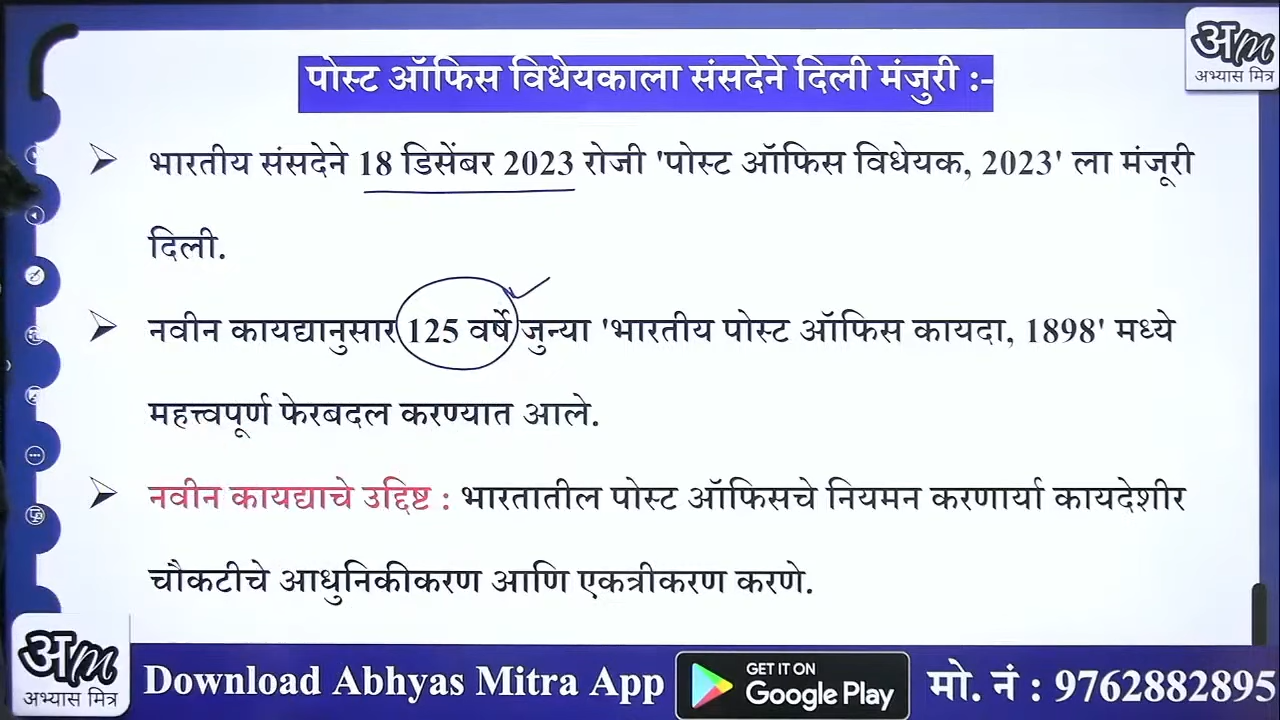 पोस्ट ऑफिस विधेयकाला संसदेने दिली मंजुरी :-
अm
अभ्यास मित्र
भारतीय संसदेने 18 डिसेंबर 2023 रोजी 'पोस्ट ऑफिस विधेयक, 2023' ला मंजूरी
दिली.
नवीन कायद्यानुसार 125 वर्षे जुन्या 'भारतीय पोस्ट ऑफिस कायदा, 1898' मध्ये
महत्त्वपूर्ण फेरबदल करण्यात आले.
नवीन कायद्याचे उद्दिष्ट : भारतातील पोस्ट ऑफिसचे नियमन करणार्या कायदेशीर
चौकटीचे आधुनिकीकरण आणि एकत्रीकरण करणे.
अm
अभ्यास मित्र
Download Abhyas Mitra App
GET IT ON
Google Play
मो. नं : 9762882895